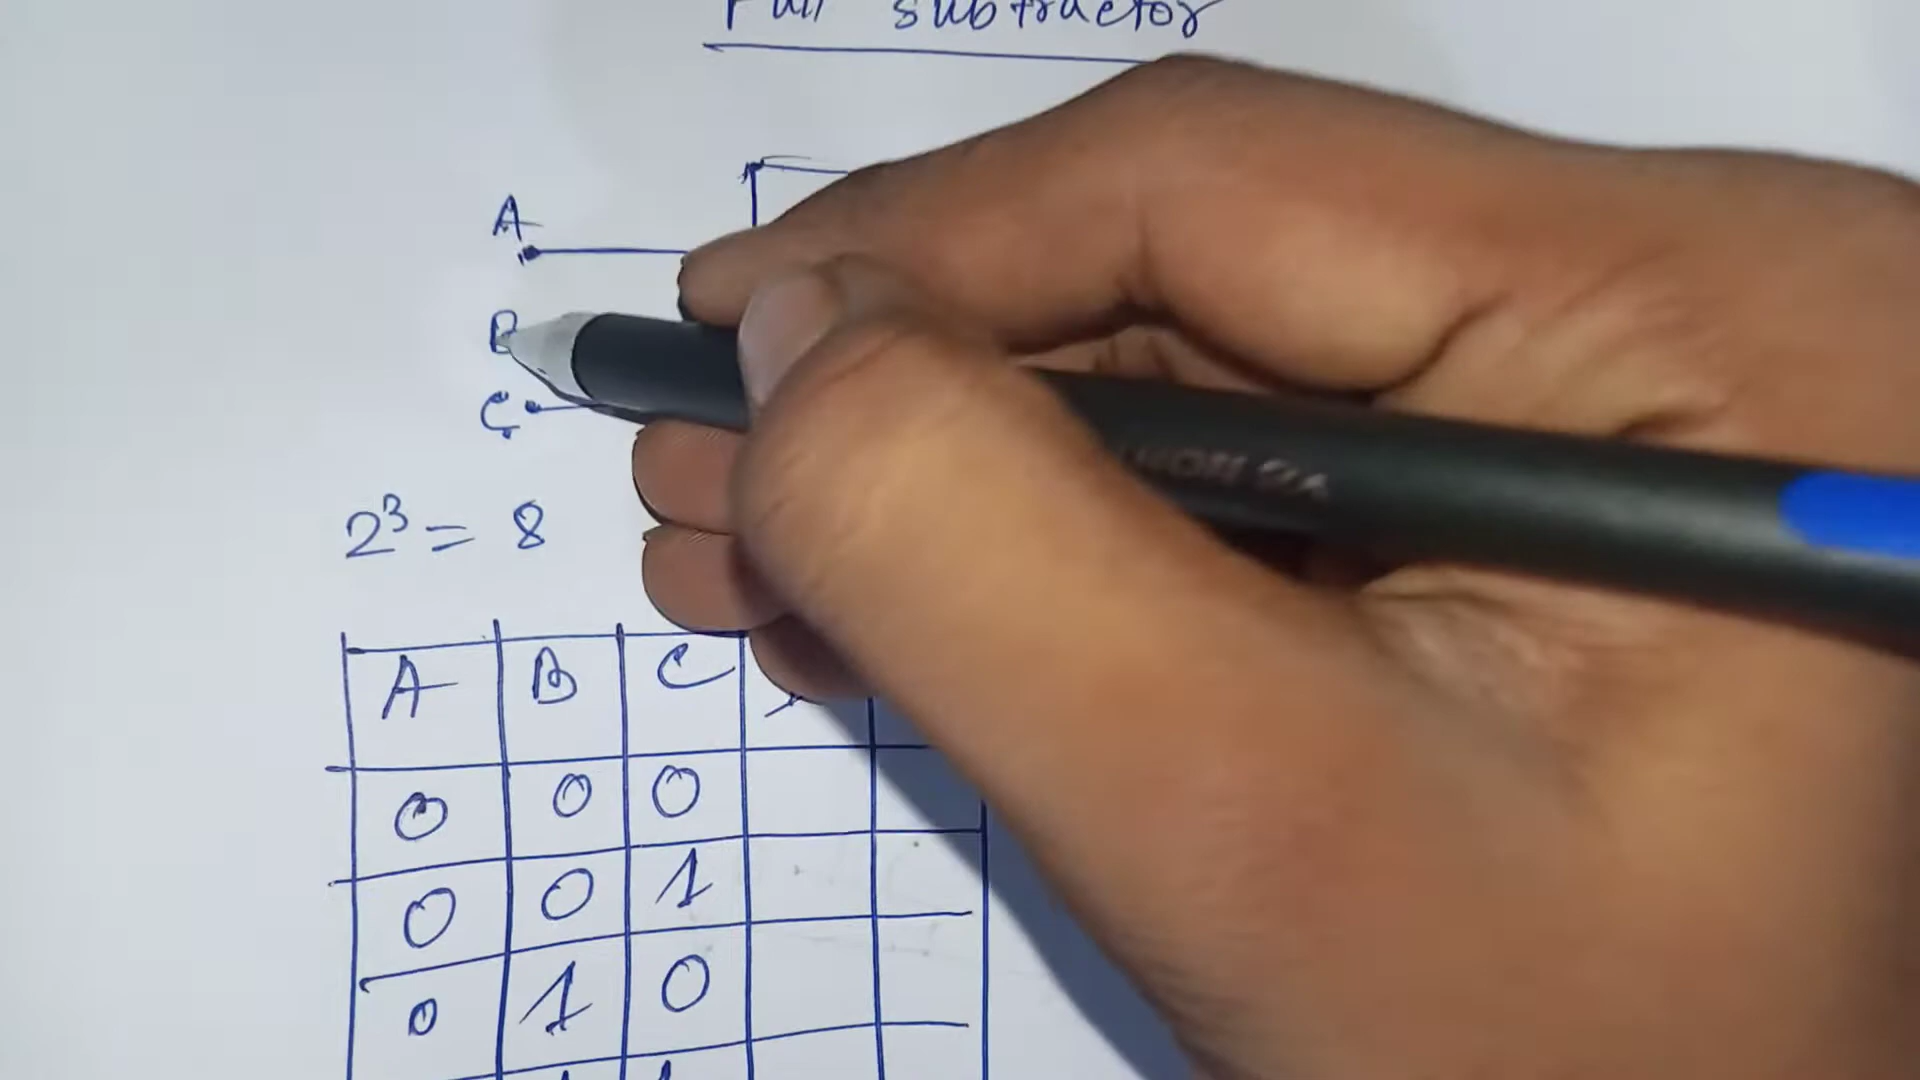 Full subtractor
A
B
C
2³ = 8
A B C
0 0 0
0 0 1
0 1 0